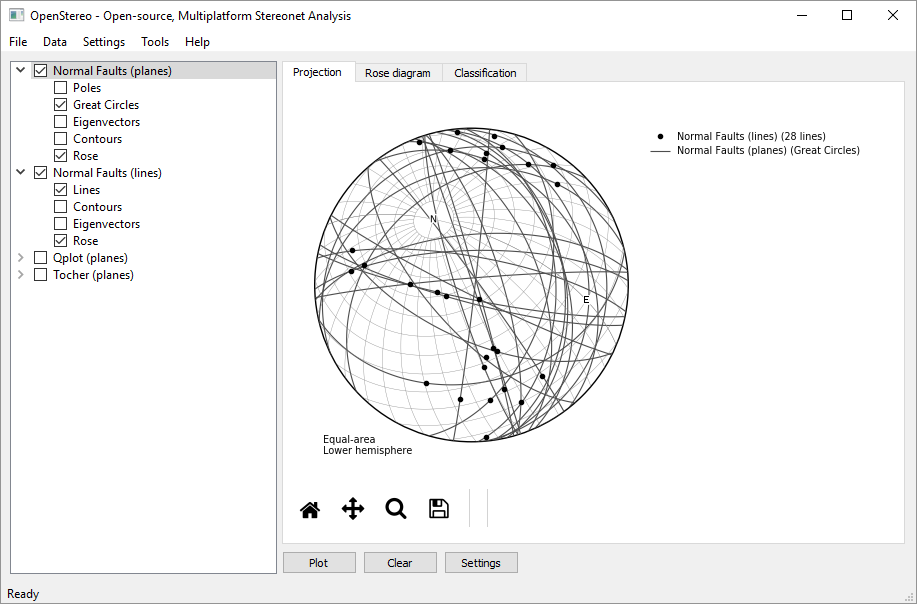 OpenStereo - Open-source, Multiplatform Stereonet Analysis
File Data Settings Tools Help
Normal Faults (planes)
Poles
Great Circles
Eigenvectors
Contours
Rose
Normal Faults (lines)
Lines
Contours
Eigenvectors
Rose
Qplot (planes)
Tocher (planes)
Projection Rose diagram Classification
Normal Faults (lines) (28 lines)
Normal Faults (planes) (Great Circles)
N
E
Equal-area
Lower hemisphere
Plot Clear Settings
Ready